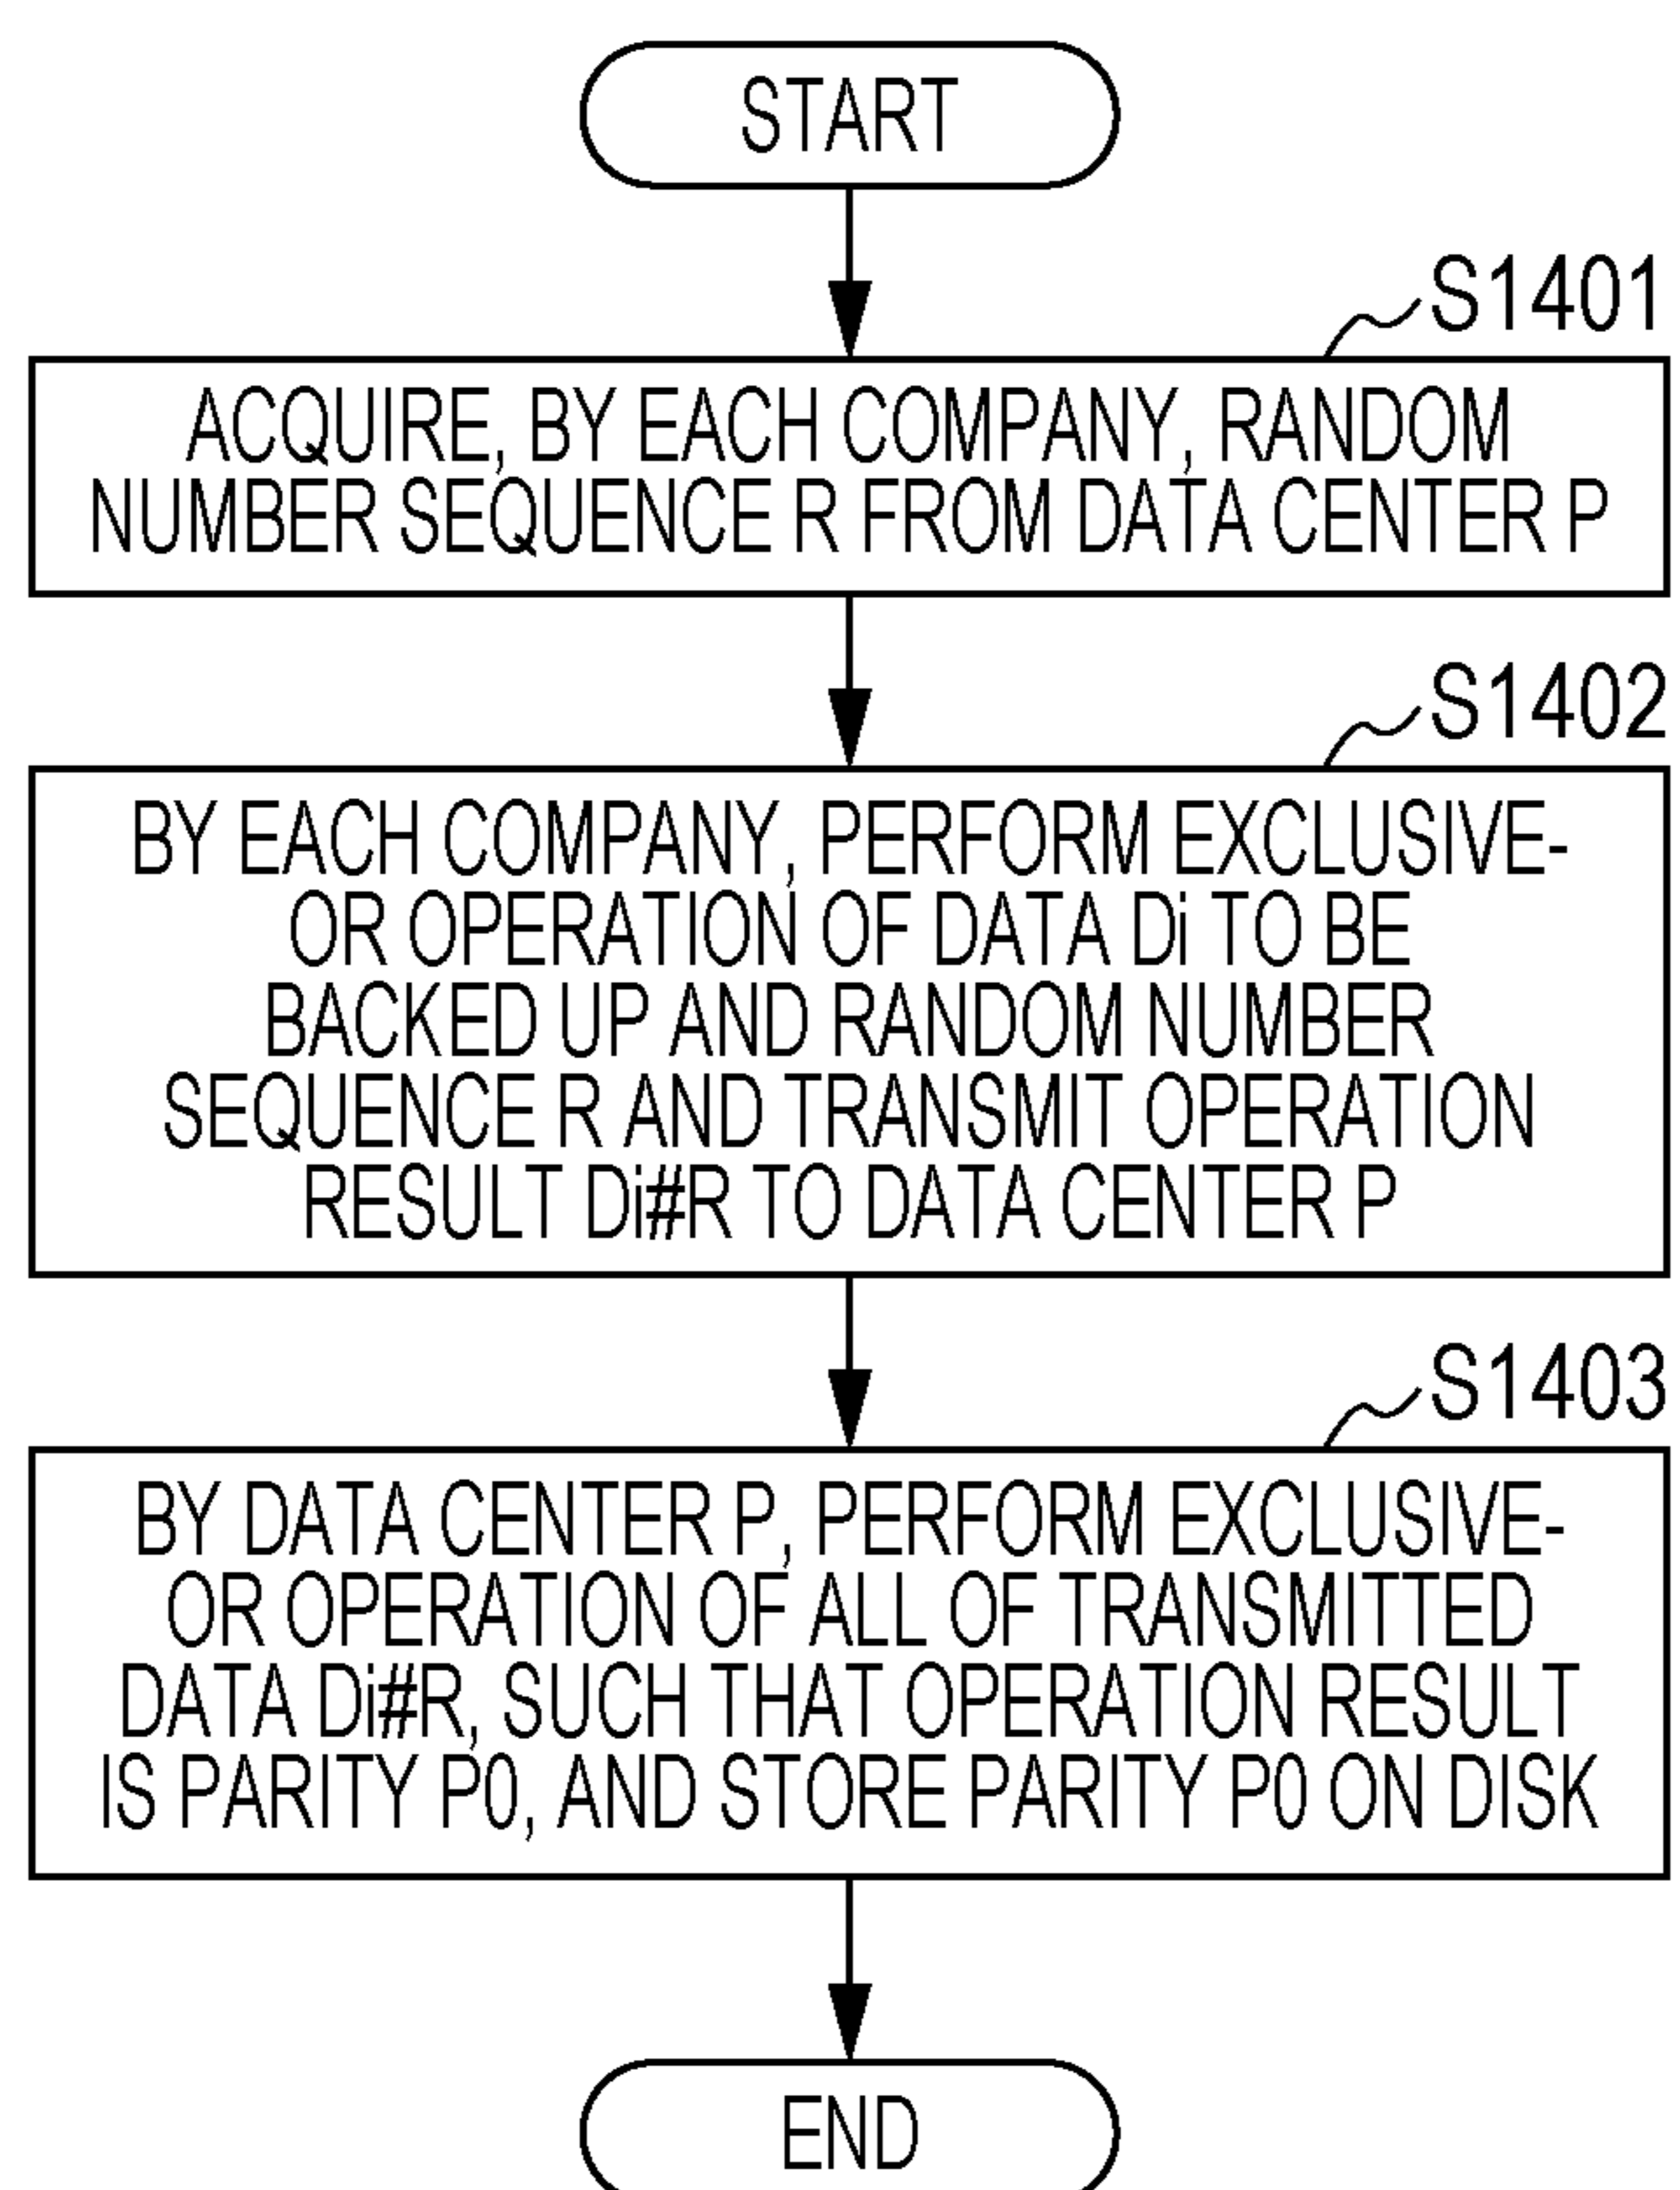 START
S1401
ACQUIRE, BY EACH COMPANY, RANDOM
NUMBER SEQUENCE R FROM DATA CENTER P
S1402
BY EACH COMPANY, PERFORM EXCLUSIVE-
OR OPERATION OF DATA Di TO BE
BACKED UP AND RANDOM NUMBER
SEQUENCE R AND TRANSMIT OPERATION
RESULT Di#R TO DATA CENTER P
S1403
BY DATA CENTER P, PERFORM EXCLUSIVE-
OR OPERATION OF ALL OF TRANSMITTED
DATA Di#R, SUCH THAT OPERATION RESULT
IS PARITY P0, AND STORE PARITY P0 ON DISK
END